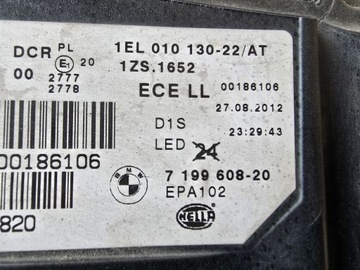 DCR PL E1 20 1EL 010 130-22/AT
00 2777 1ZS.1652
2778 ECE LL 00186106
27.08.2012
D1S 23:29:43
LED 24
00186106 BMW 7 199 608-20
EPA102
820 HELLA